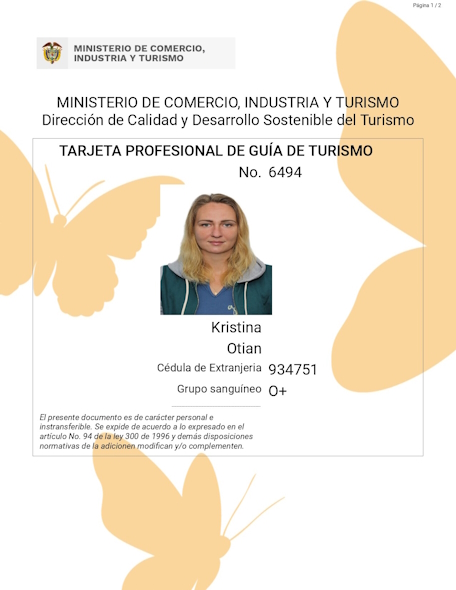 Página 1 / 2
MINISTERIO DE COMERCIO,
INDUSTRIA Y TURISMO
MINISTERIO DE COMERCIO, INDUSTRIA Y TURISMO
Dirección de Calidad y Desarrollo Sostenible del Turismo
TARJETA PROFESIONAL DE GUÍA DE TURISMO
No. 6494
Kristina
Otian
Cédula de Extranjeria 934751
Grupo sanguíneo O+
El presente documento es de carácter personal e
instransferible. Se expide de acuerdo a lo expresado en el
artículo No. 94 de la ley 300 de 1996 y demás disposiciones
normativas de la adicionen modifican y/o complementen.